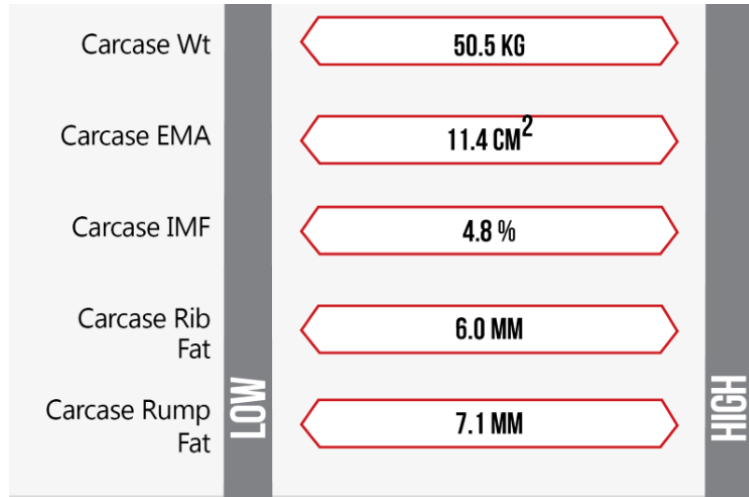 Carcase Wt
50.5 KG
Carcase EMA
11.4 CM²
Carcase IMF
4.8 %
Carcase Rib
Fat
6.0 MM
Carcase Rump
Fat
7.1 MM
LOW
HIGH